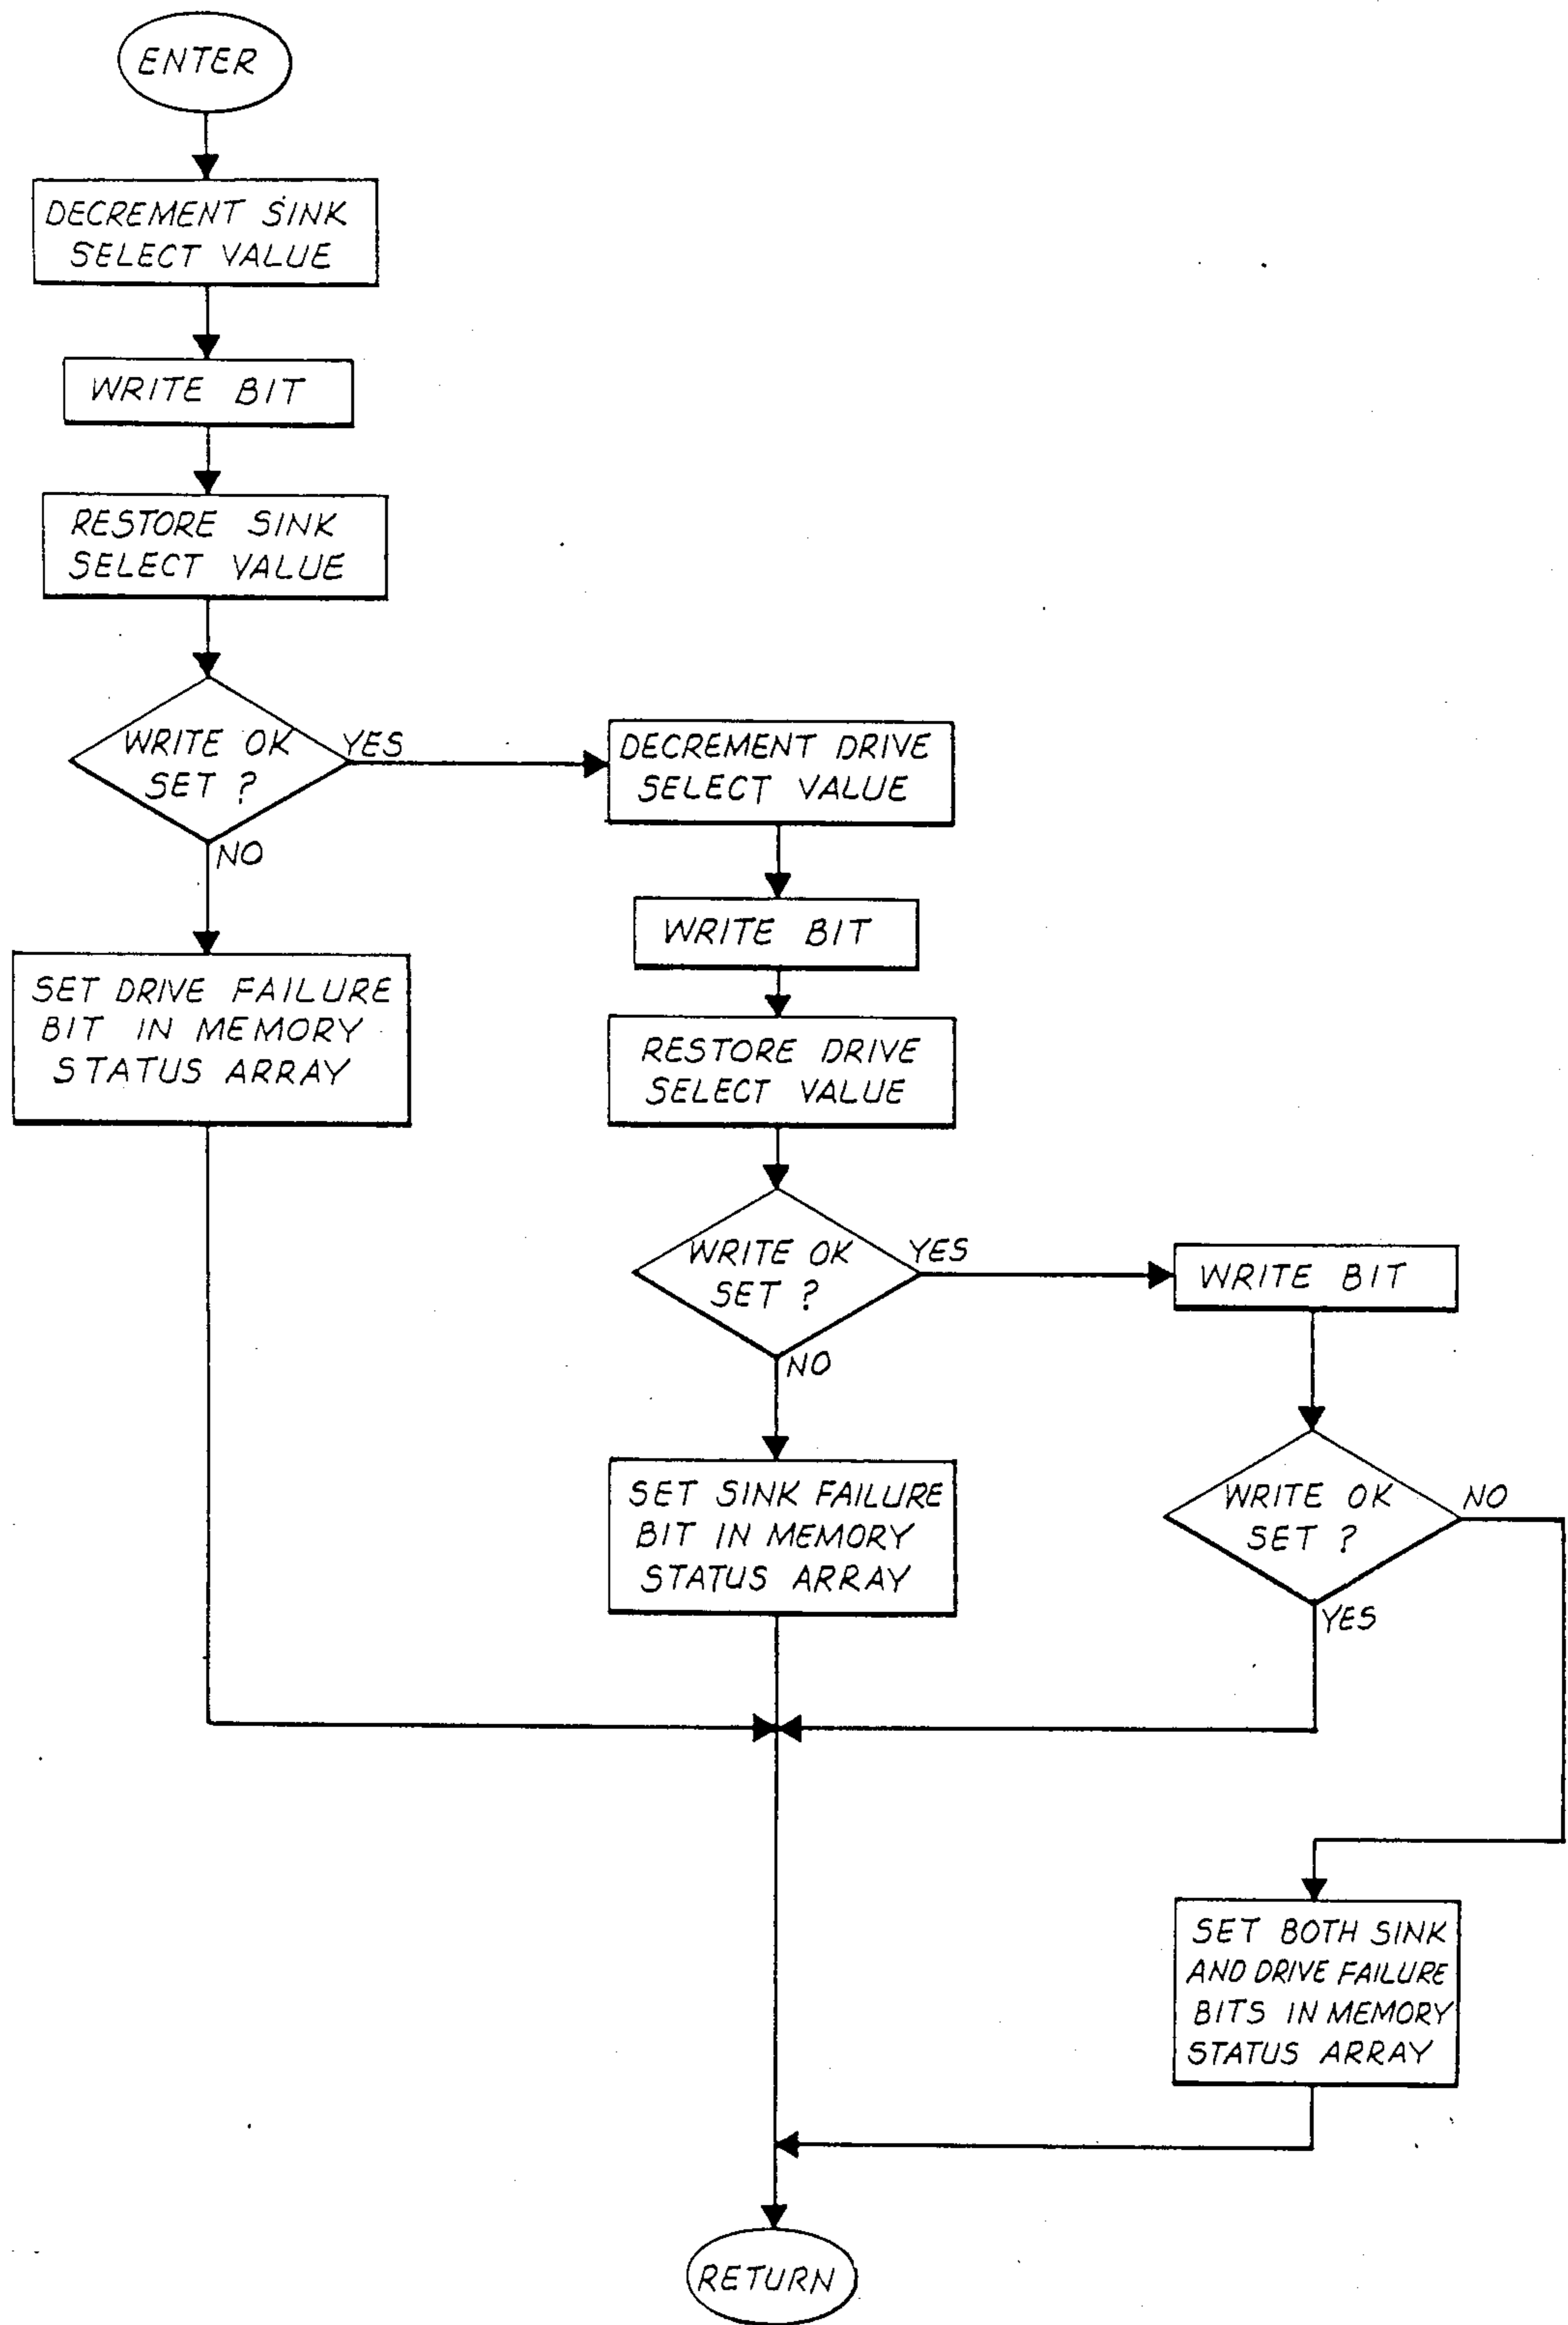 ENTER
DECREMENT SINK
SELECT VALUE
WRITE BIT
RESTORE SINK
SELECT VALUE
WRITE OK
SET ?
YES
NO
SET DRIVE FAILURE
BIT IN MEMORY
STATUS ARRAY
DECREMENT DRIVE
SELECT VALUE
WRITE BIT
RESTORE DRIVE
SELECT VALUE
WRITE OK
SET ?
YES
NO
SET SINK FAILURE
BIT IN MEMORY
STATUS ARRAY
WRITE BIT
WRITE OK
SET ?
NO
YES
SET BOTH SINK
AND DRIVE FAILURE
BITS IN MEMORY
STATUS ARRAY
RETURN